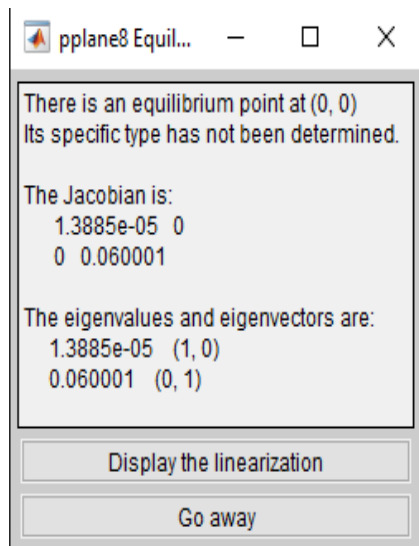 pplane8 Equil...
There is an equilibrium point at (0, 0)
Its specific type has not been determined.
The Jacobian is:
1.3885e-05 0
0 0.060001
The eigenvalues and eigenvectors are:
1.3885e-05 (1, 0)
0.060001 (0, 1)
Display the linearization
Go away